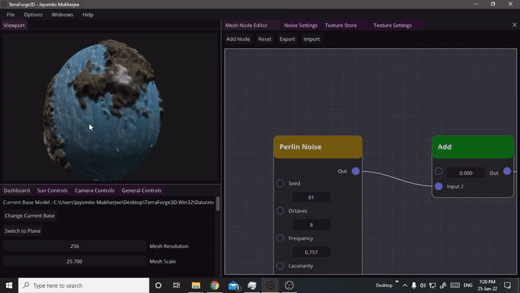 TerraForge3D - Jaysmito Mukherjee
File Options Widnows Help
Viewport
Mesh Node Editor Noise Settings Texture Store Texture Settings
Add Node Reset Export Import
Perlin Noise
Out
Seed
81
Octaves
8
Frequency
0.757
Lacunarity
Add
0.000 Out
Input 2
Dashboard Sun Controls Camera Controls General Controls
Current Base Model : C:\Users\Jaysmito Mukherjee\Desktop\TerraForge3D.Win32\Data\mo
Change Current Base
Switch to Plane
256 Mesh Resolution
25.700 Mesh Scale
Type here to search
Desktop
ENG
7:20 PM
25-Jan-22